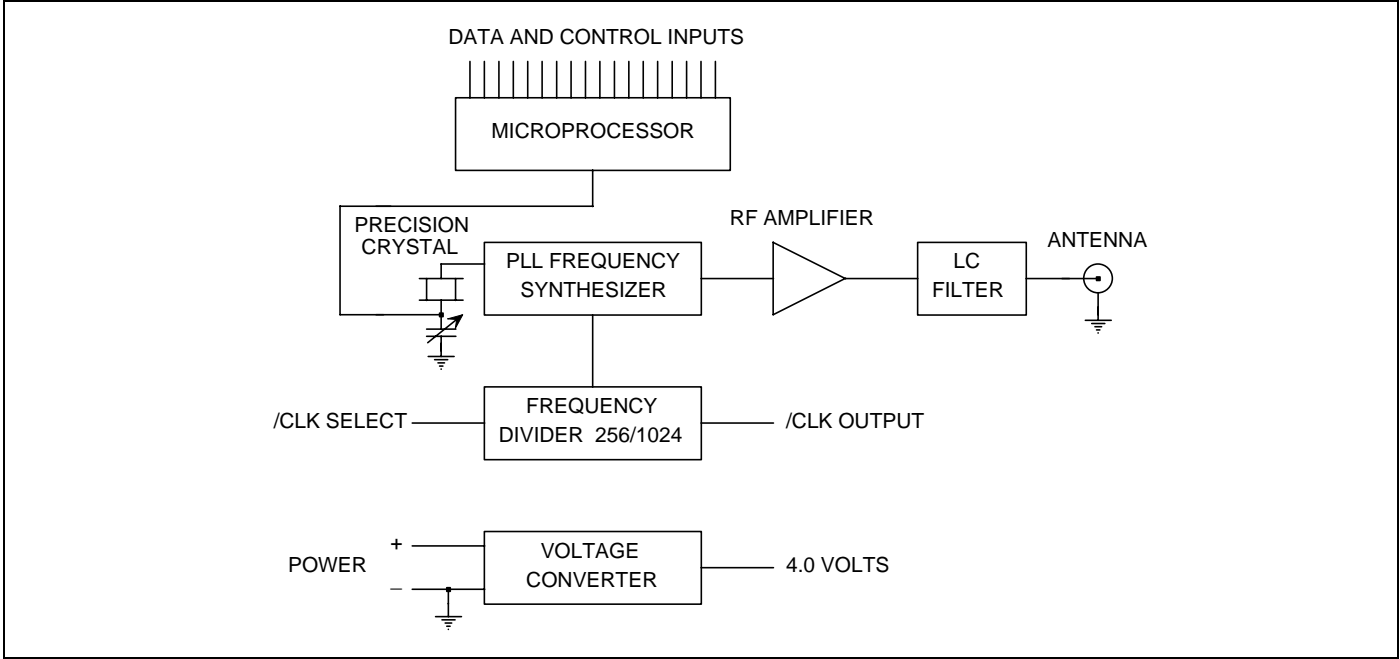 DATA AND CONTROL INPUTS
MICROPROCESSOR
PRECISION
CRYSTAL
PLL FREQUENCY
SYNTHESIZER
RF AMPLIFIER
LC
FILTER
ANTENNA
/CLK SELECT
FREQUENCY
DIVIDER 256/1024
/CLK OUTPUT
POWER
+
–
VOLTAGE
CONVERTER
4.0 VOLTS